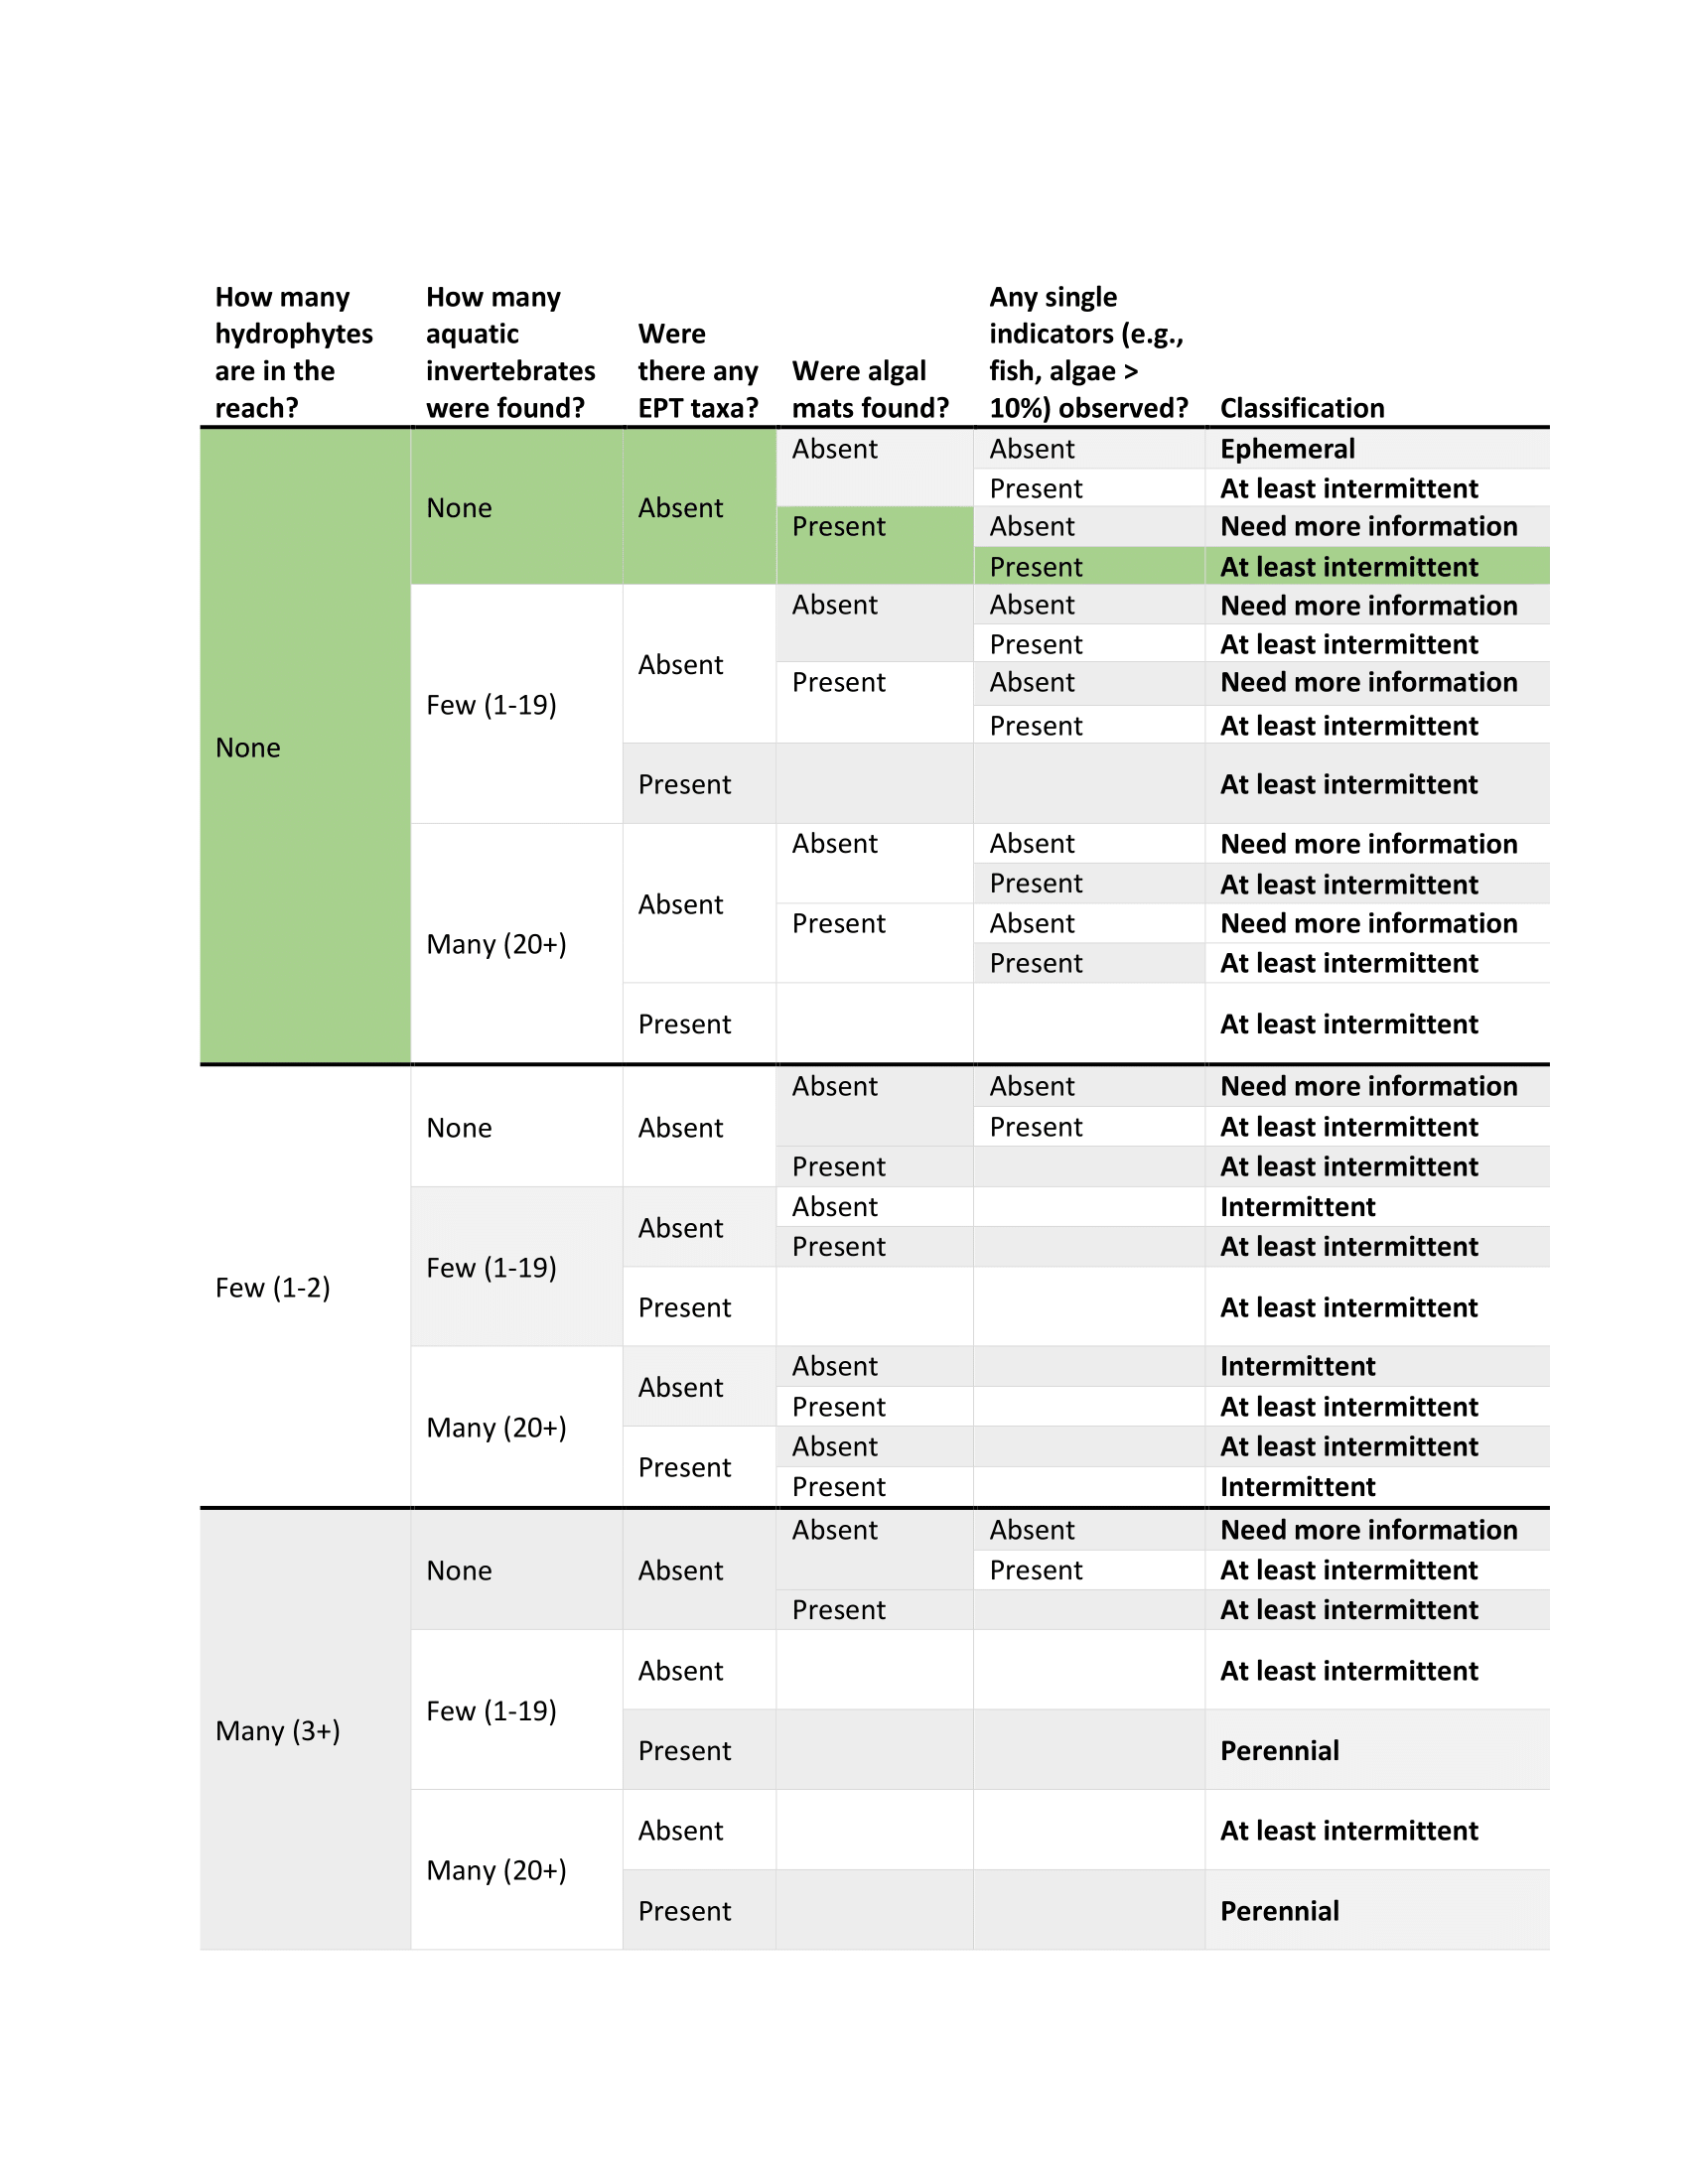 How many
hydrophytes
are in the
reach?
How many
aquatic
invertebrates
were found?
Were
there any
EPT taxa?
Were algal
mats found?
Any single
indicators (e.g.,
fish, algae >
10%) observed?
Classification
None
None
Absent
Absent
Absent
Ephemeral
Present
At least intermittent
Present
Absent
Need more information
Present
At least intermittent
Few (1-19)
Absent
Absent
Absent
Need more information
Present
At least intermittent
Present
Absent
Need more information
Present
At least intermittent
Present
At least intermittent
Many (20+)
Absent
Absent
Absent
Need more information
Present
At least intermittent
Present
Absent
Need more information
Present
At least intermittent
Present
At least intermittent
Few (1-2)
None
Absent
Absent
Absent
Need more information
Present
At least intermittent
Present
At least intermittent
Few (1-19)
Absent
Absent
Intermittent
Present
At least intermittent
Present
At least intermittent
Many (20+)
Absent
Absent
Intermittent
Present
At least intermittent
Present
Absent
At least intermittent
Present
Intermittent
Many (3+)
None
Absent
Absent
Absent
Need more information
Present
At least intermittent
Present
At least intermittent
Few (1-19)
Absent
At least intermittent
Present
Perennial
Many (20+)
Absent
At least intermittent
Present
Perennial